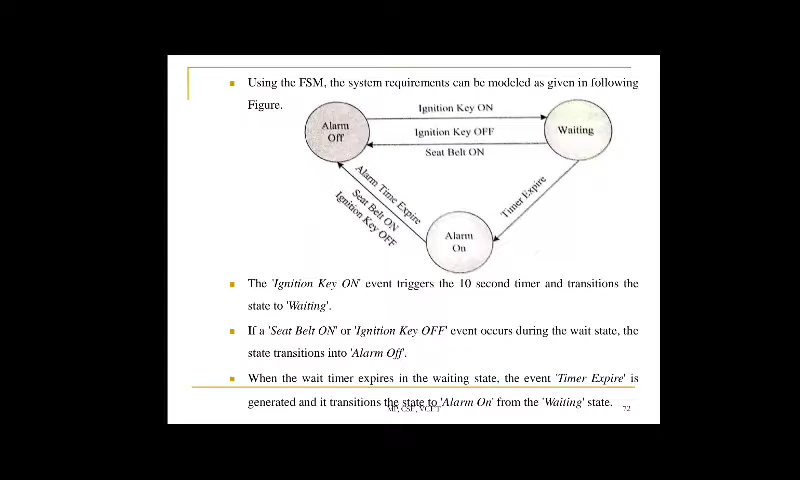 Using the FSM, the system requirements can be modeled as given in following
Figure.
Ignition Key ON
Alarm
Off
Ignition Key OFF
Waiting
Seat Belt ON
Alarm Time Expire
Seat Belt ON
Ignition Key OFF
Timer Expire
Alarm
On
The 'Ignition Key ON' event triggers the 10 second timer and transitions the
state to 'Waiting'.
If a 'Seat Belt ON' or 'Ignition Key OFF' event occurs during the wait state, the
state transitions into 'Alarm Off'.
When the wait timer expires in the waiting state, the event 'Timer Expire' is
generated and it transitions the state to 'Alarm On' from the 'Waiting' state.
72